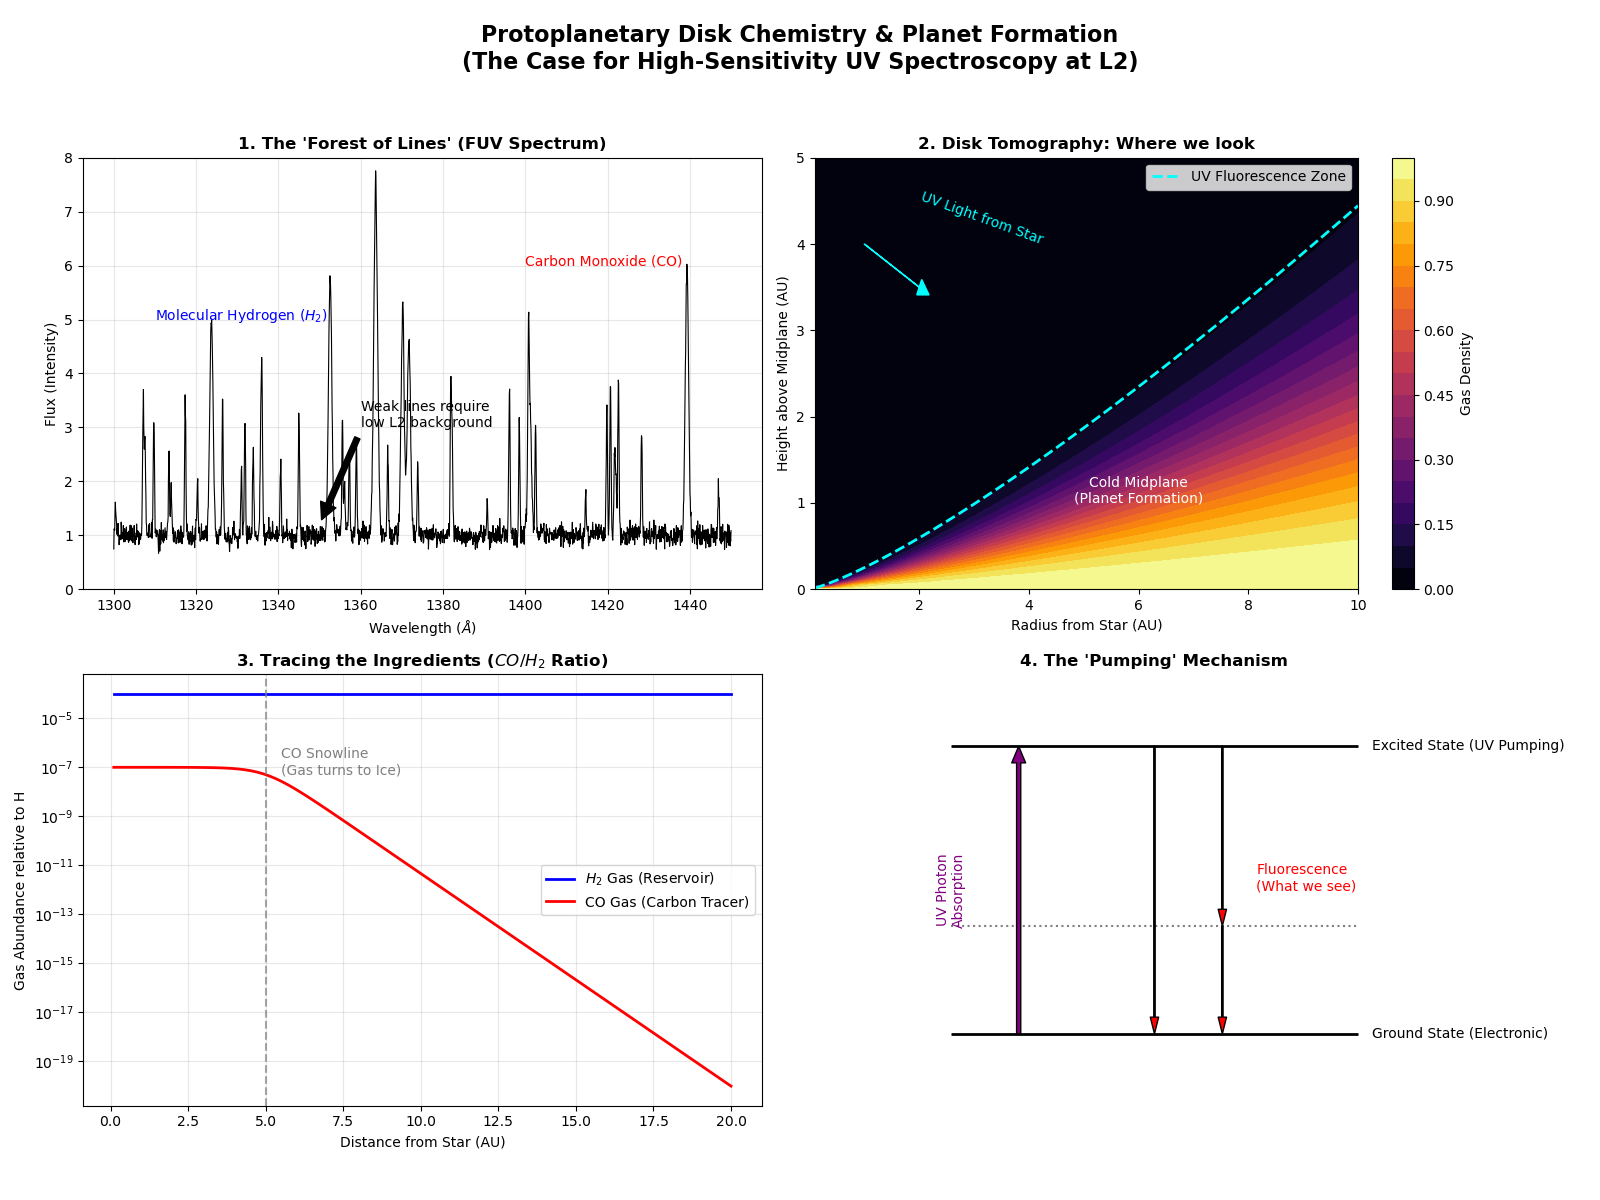 Protoplanetary Disk Chemistry & Planet Formation
(The Case for High-Sensitivity UV Spectroscopy at L2)
1. The 'Forest of Lines' (FUV Spectrum)
8
7
6
5
4
3
2
1
0
Flux (Intensity)
Molecular Hydrogen (H₂)
Carbon Monoxide (CO)
Weak lines require
low L2 background
1300 1320 1340 1360 1380 1400 1420 1440
Wavelength (Å)
2. Disk Tomography: Where we look
5
4
3
2
1
0
Height above Midplane (AU)
UV Fluorescence Zone
UV Light from Star
Cold Midplane
(Planet Formation)
2 4 6 8 10
Radius from Star (AU)
0.90
0.75
0.60
0.45
0.30
0.15
0.00
Gas Density
3. Tracing the Ingredients (CO/H₂ Ratio)
10⁻⁵
10⁻⁷
10⁻⁹
10⁻¹¹
10⁻¹³
10⁻¹⁵
10⁻¹⁷
10⁻¹⁹
Gas Abundance relative to H
CO Snowline
(Gas turns to Ice)
H₂ Gas (Reservoir)
CO Gas (Carbon Tracer)
0.0 2.5 5.0 7.5 10.0 12.5 15.0 17.5 20.0
Distance from Star (AU)
4. The 'Pumping' Mechanism
Excited State (UV Pumping)
UV Photon
Absorption
Fluorescence
(What we see)
Ground State (Electronic)